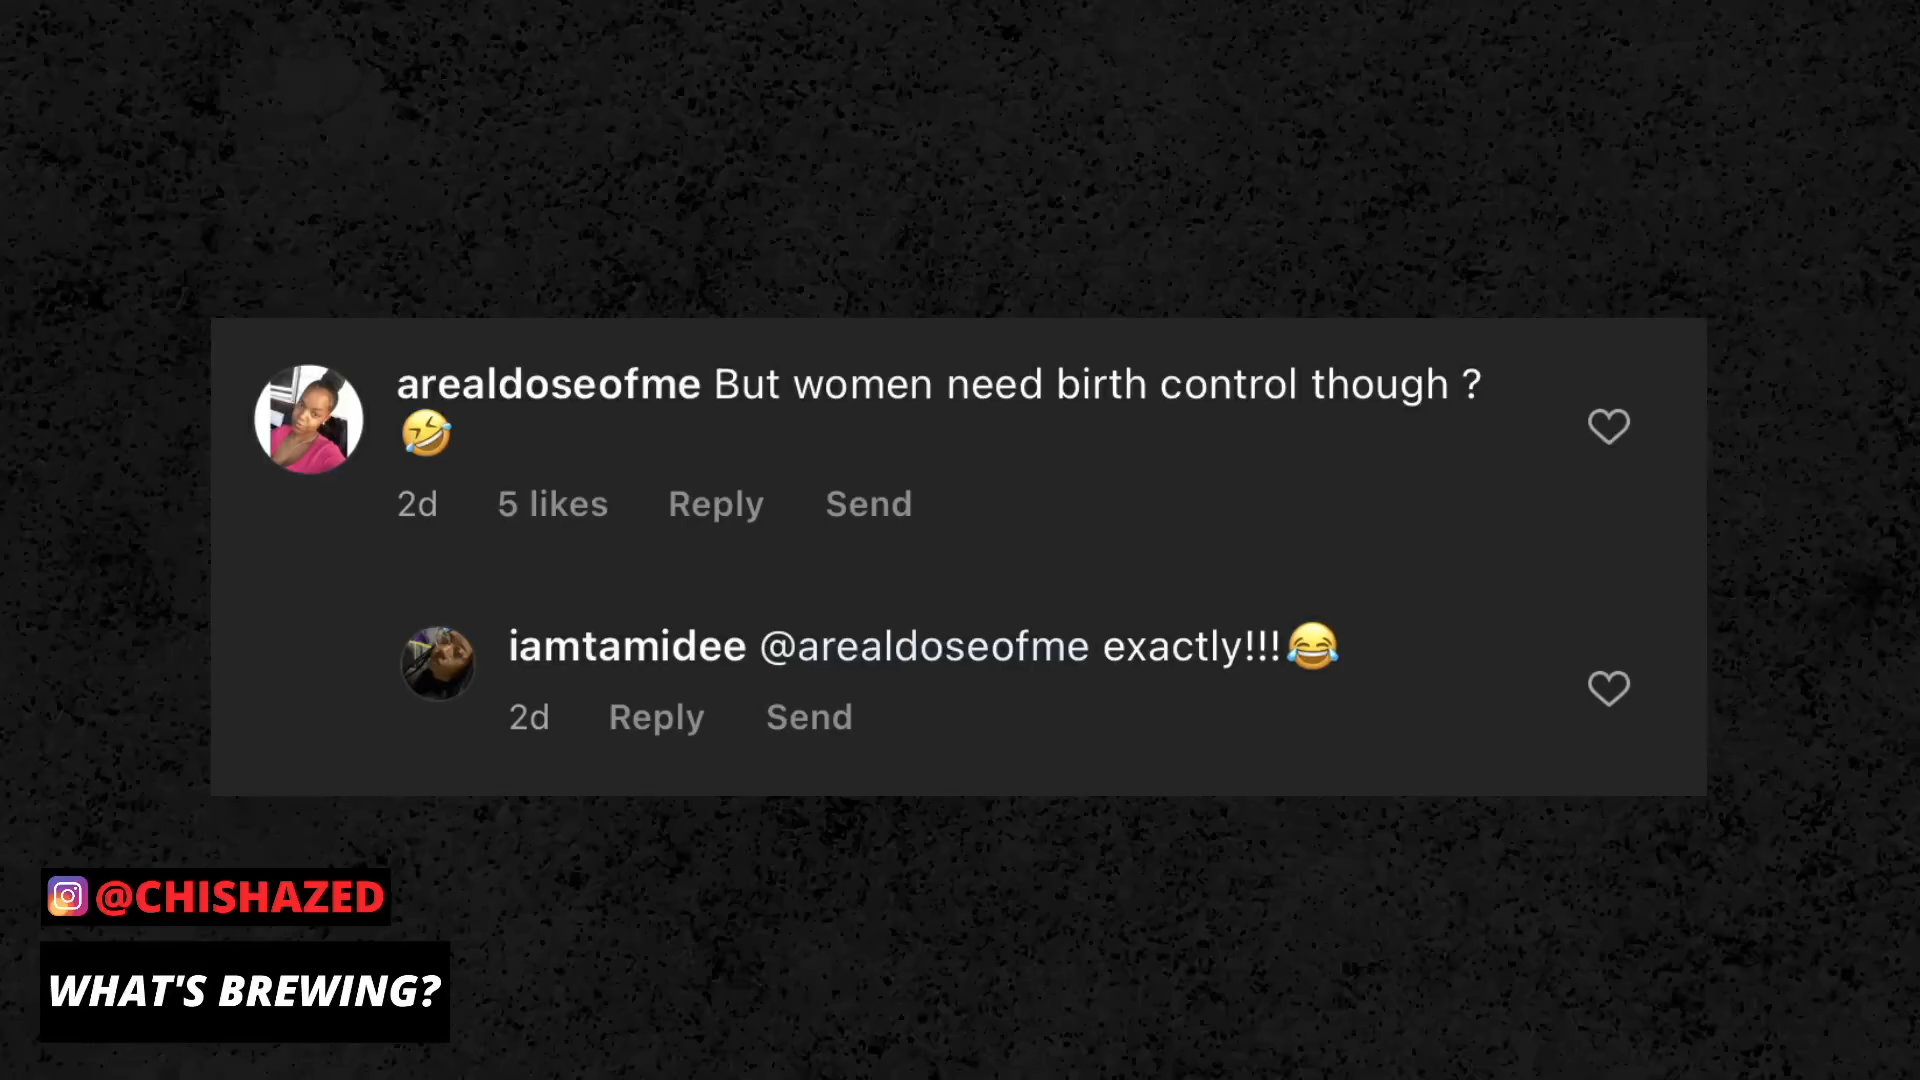 arealdoseofme But women need birth control though ?
🤣
2d 5 likes Reply Send
iamtamidee @arealdoseofme exactly!!!😂
2d Reply Send
@CHISHAZED
WHAT'S BREWING?